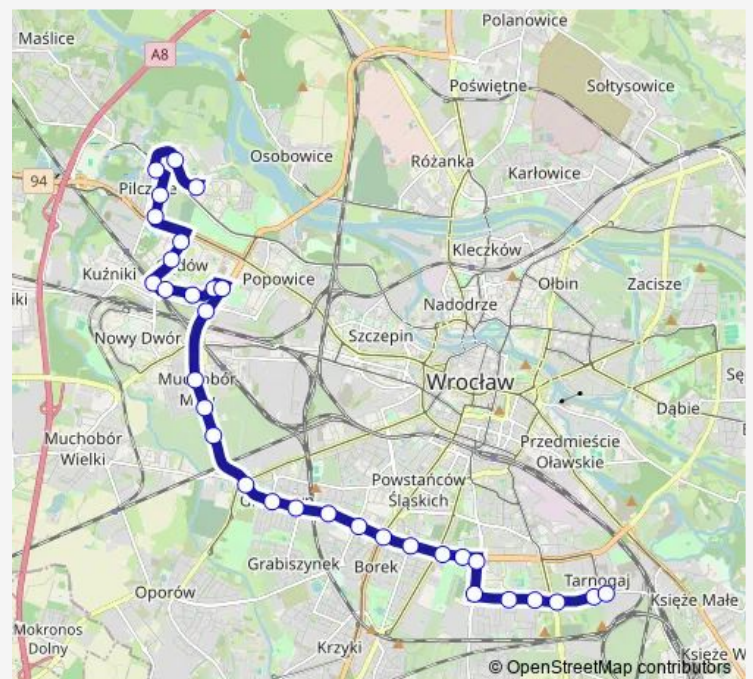 Polanowice
Maślice
A8
Poświętne
Sołtysowice
Osobowice
Różanka
Karłowice
94
Kleczków
Kuźniki
Popowice
Ołbin
Zacisze
Nadodrze
Nowy Dwór
Szczepin
Wrocław
Dąbie
Muchobór
Wielki
Przedmieście
Oławskie
Powstańców
Śląskich
Grabiszynek
Borek
Tarnogaj
Oporów
Księże Małe
Mokronos
Dolny
Krzyki
Księże W
© OpenStreetMap contributors